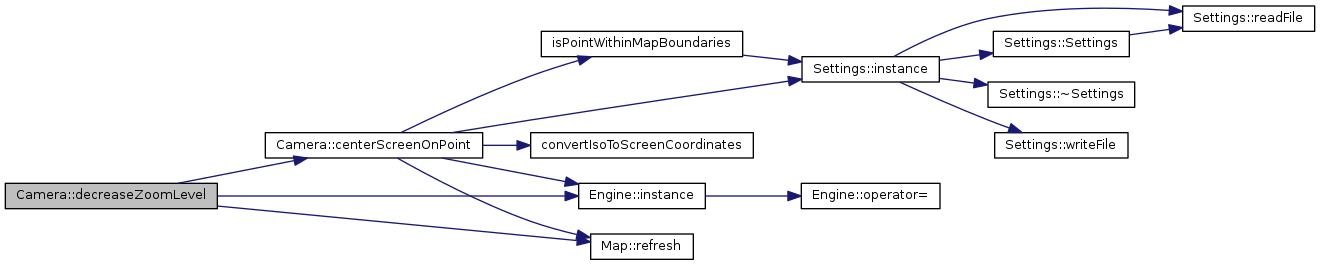 Settings::readFile
isPointWithinMapBoundaries
Settings::Settings
Settings::instance
Settings::~Settings
Camera::centerScreenOnPoint
convertIsoToScreenCoordinates
Settings::writeFile
Camera::decreaseZoomLevel
Engine::instance
Engine::operator=
Map::refresh